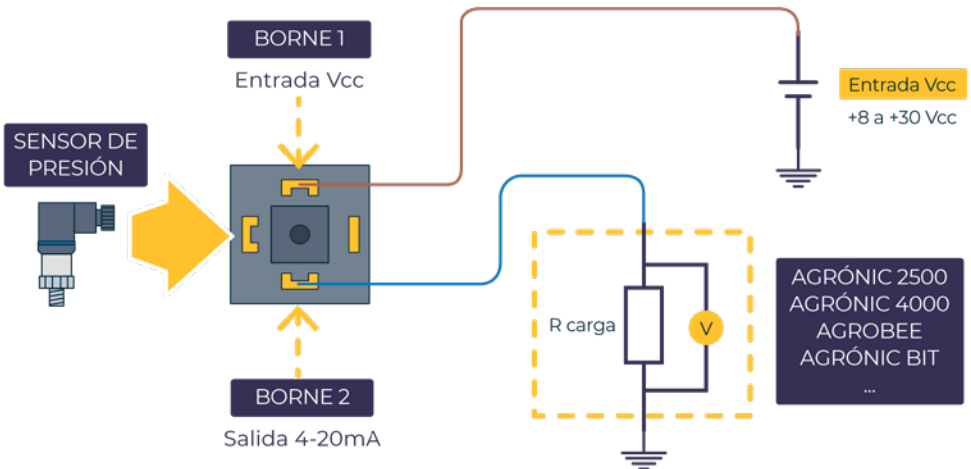 BORNE 1
Entrada Vcc
SENSOR DE
PRESIÓN
Entrada Vcc
+8 a +30 Vcc
R carga
V
AGRÓNIC 2500
AGRÓNIC 4000
AGROBEE
AGRÓNIC BIT
...
BORNE 2
Salida 4-20mA